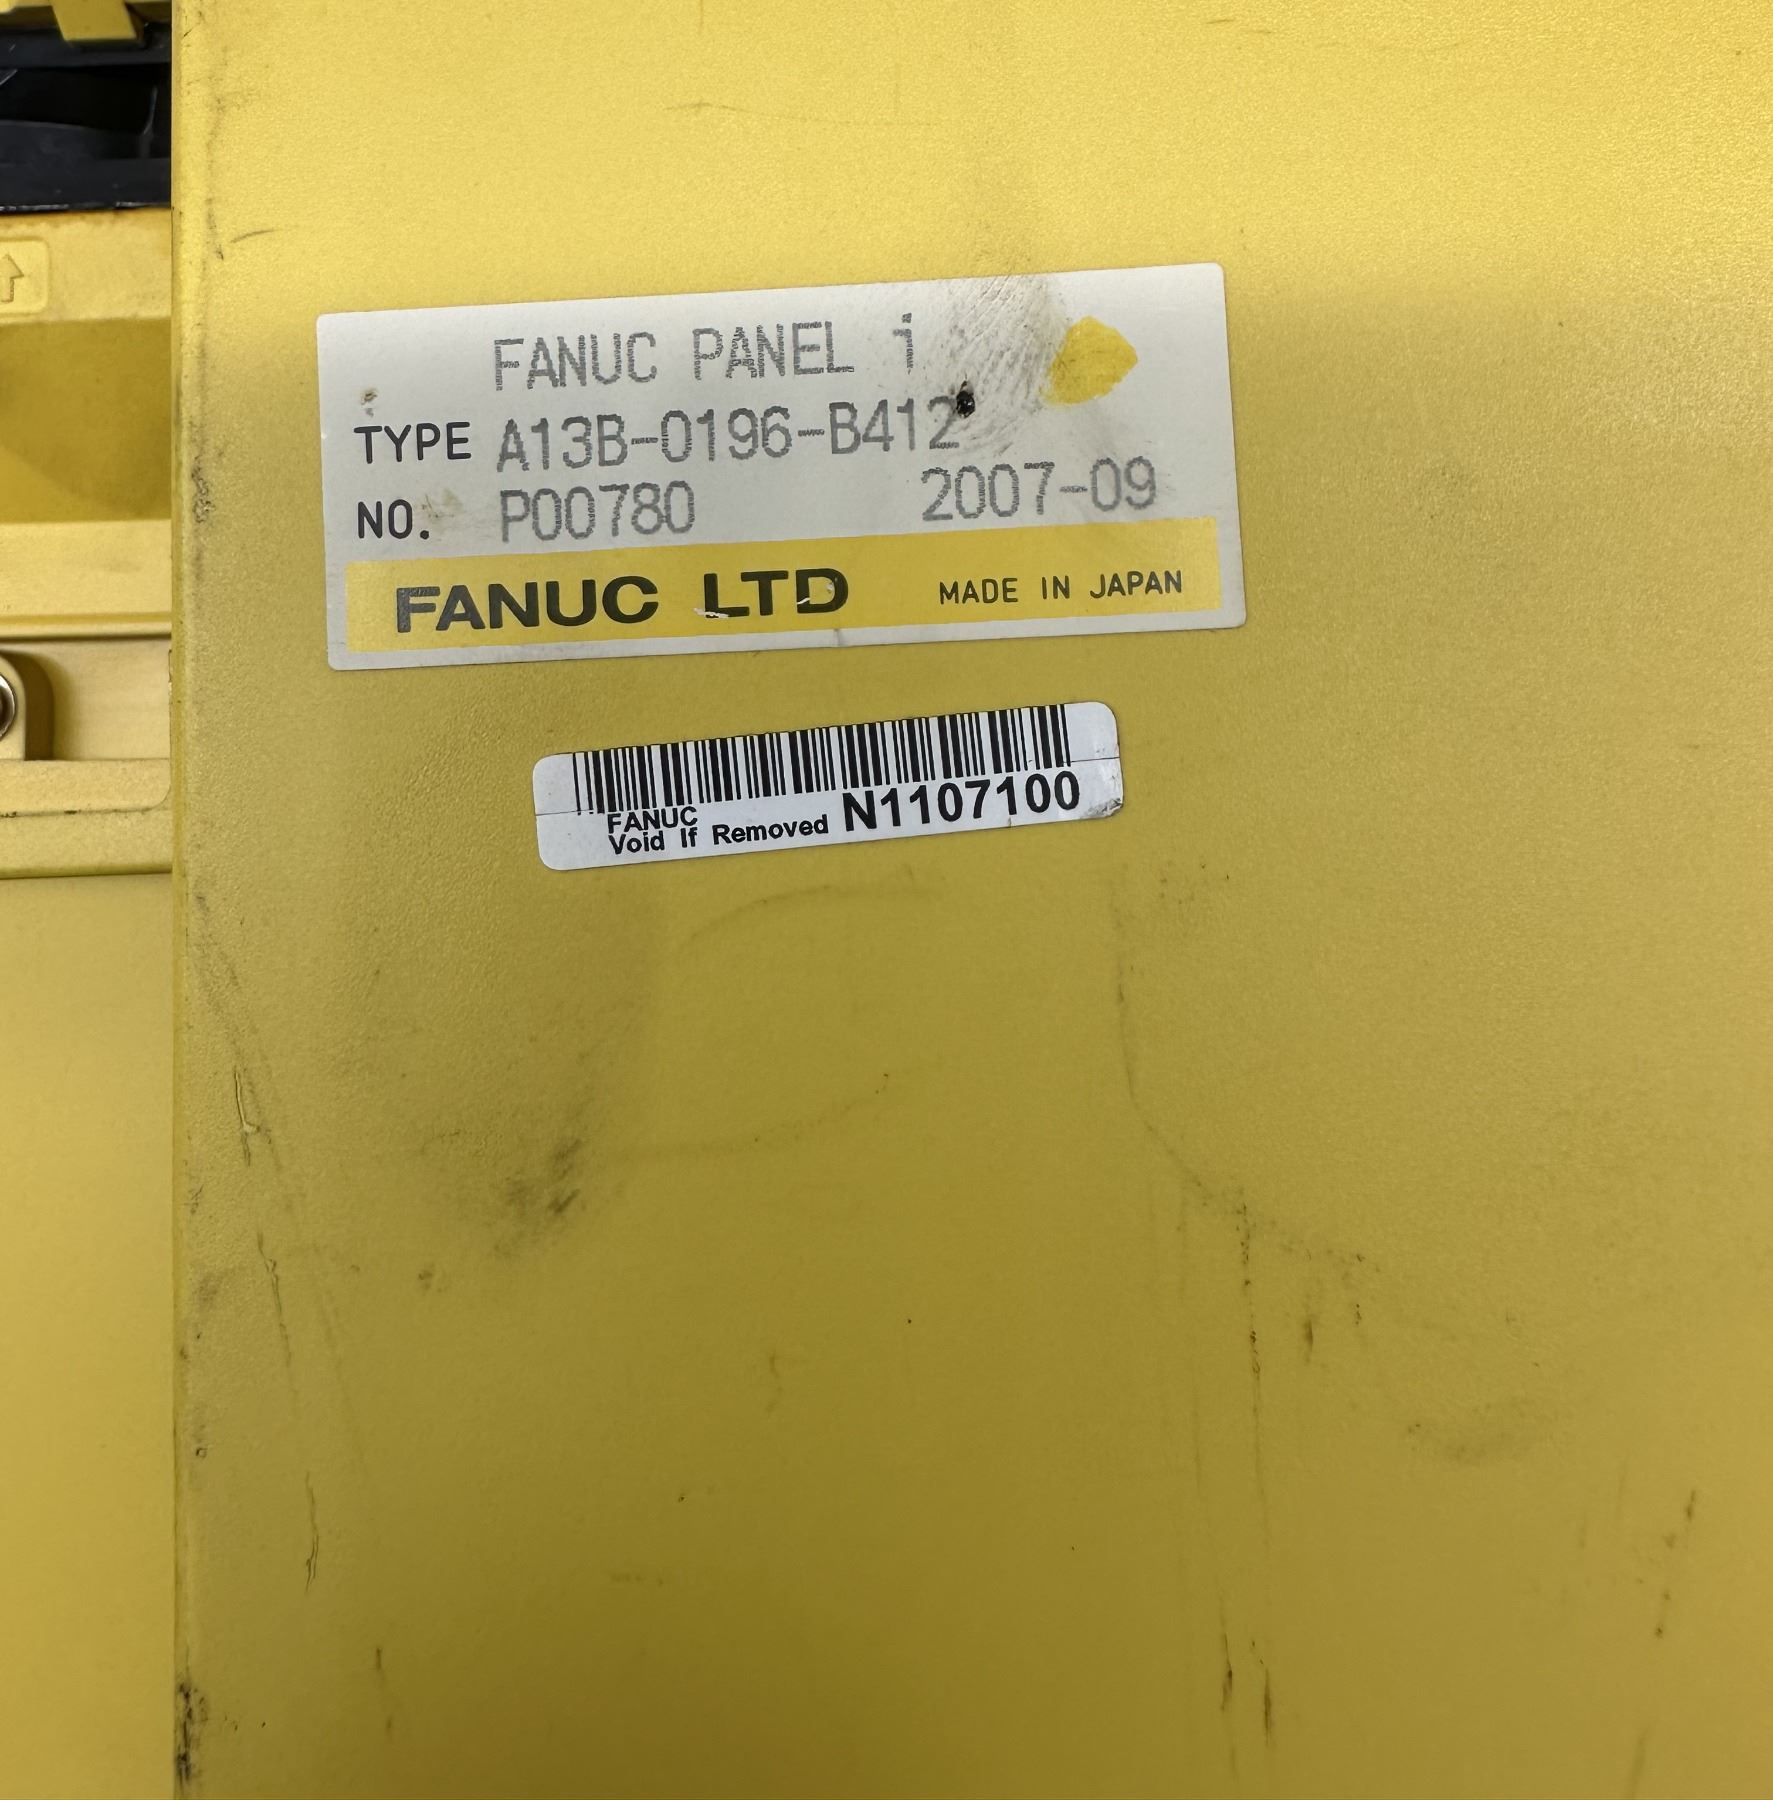 FANUC PANEL i
TYPE A13B-0196-B412
NO. P00780 2007-09
FANUC LTD MADE IN JAPAN
FANUC
Void If Removed N1107100